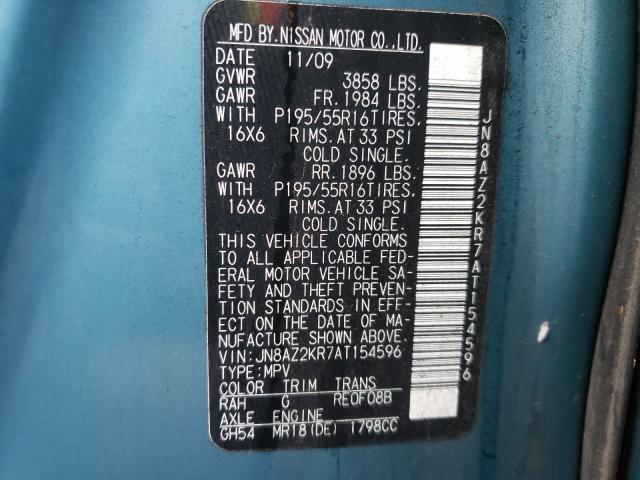 MFD BY. NISSAN MOTOR CO., LTD.
DATE 11/09
GVWR 3858 LBS.
GAWR FR. 1984 LBS.
WITH P195/55R16TIRES.
16X6 RIMS. AT 33 PSI
COLD SINGLE.
GAWR RR. 1896 LBS.
WITH P195/55R16TIRES.
16X6 RIMS. AT 33 PSI
COLD SINGLE.
THIS VEHICLE CONFORMS
TO ALL APPLICABLE FED-
ERAL MOTOR VEHICLE SA-
FETY AND THEFT PREVEN-
TION STANDARDS IN EFF-
ECT ON THE DATE OF MA-
NUFACTURE SHOWN ABOVE.
VIN: JN8AZ2KR7AT154596
TYPE: MPV
COLOR TRIM TRANS
RAH G RE0F08B
AXLE ENGINE
GH54 MR18(DE) 1798CC
JN8AZ2KR7AT154596